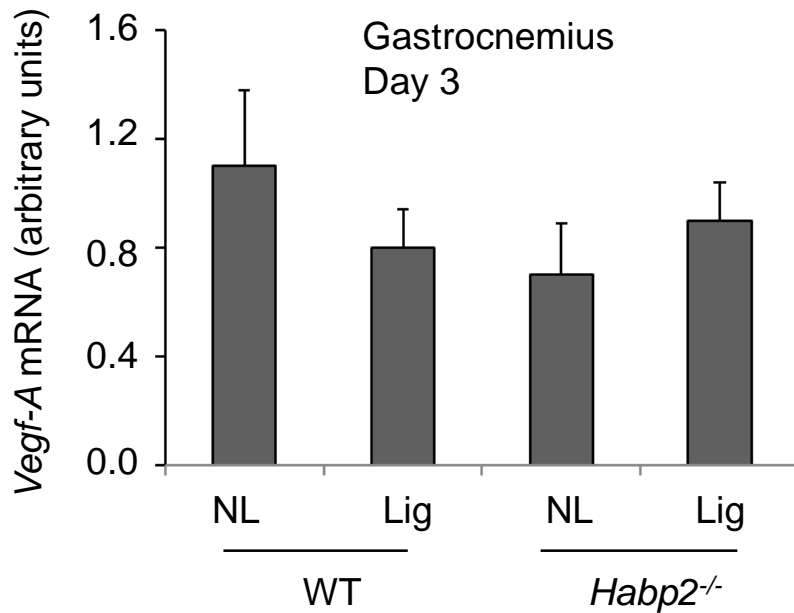 Gastrocnemius
Day 3
Vegf-A mRNA (arbitrary units)
1.6
1.2
0.8
0.4
0.0
NL Lig NL Lig
WT Habp2-/-